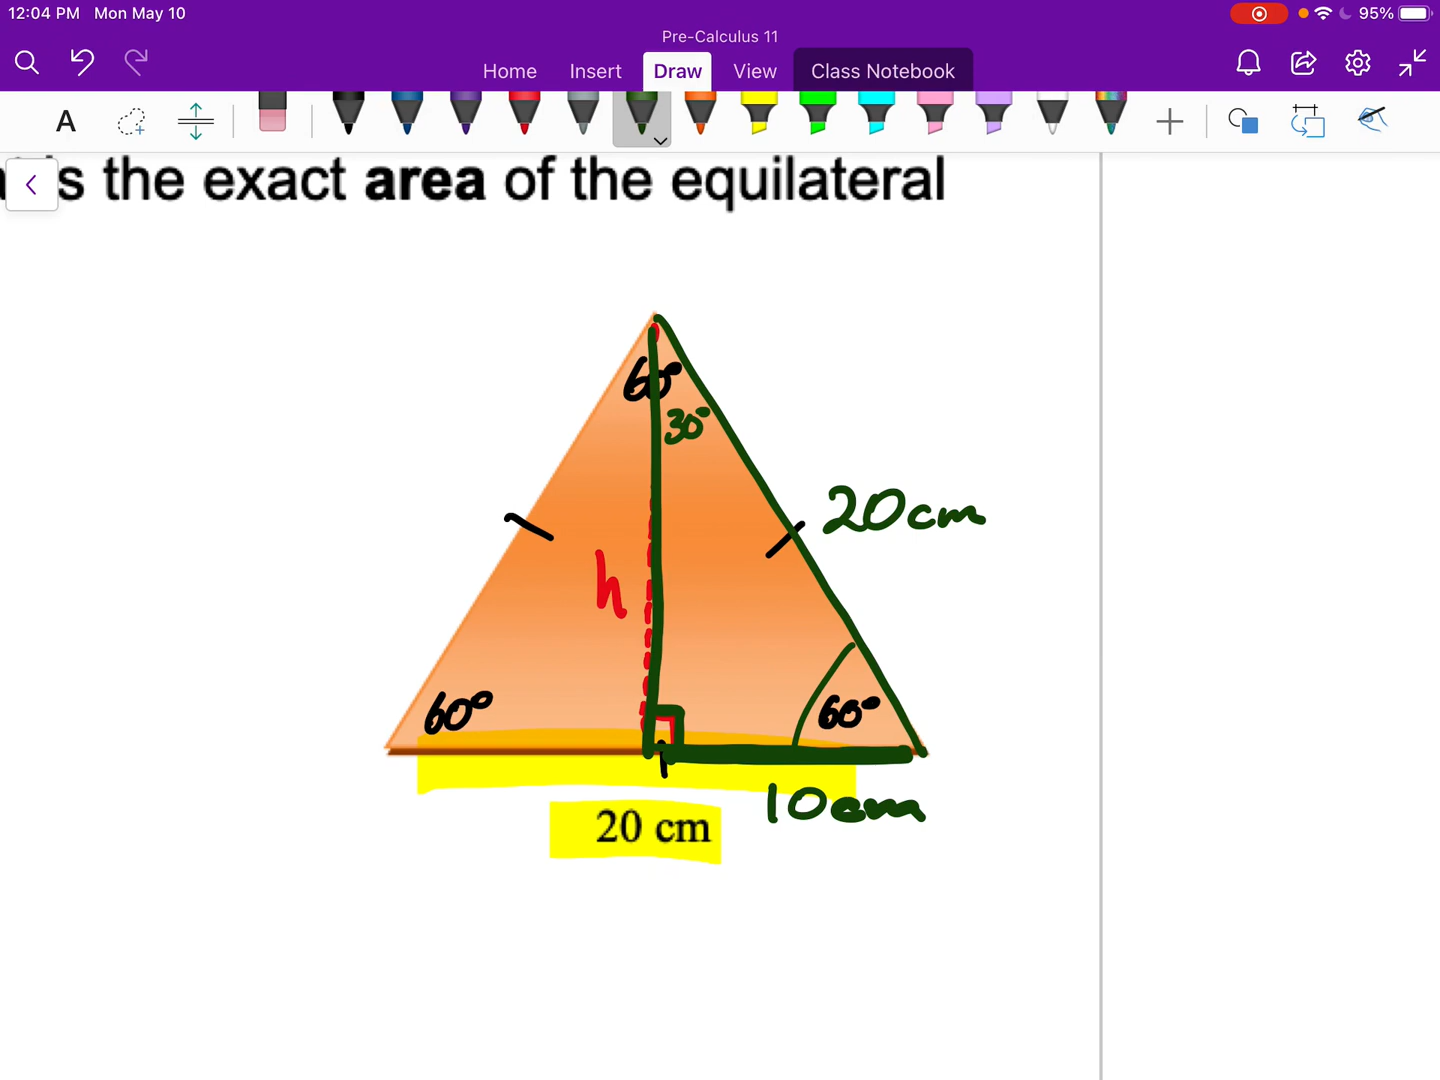 12:04 PM Mon May 10
95%
Pre-Calculus 11
Home Insert Draw View Class Notebook
A
s the exact area of the equilateral
60°
30°
20cm
h
60°
60°
10cm
20 cm